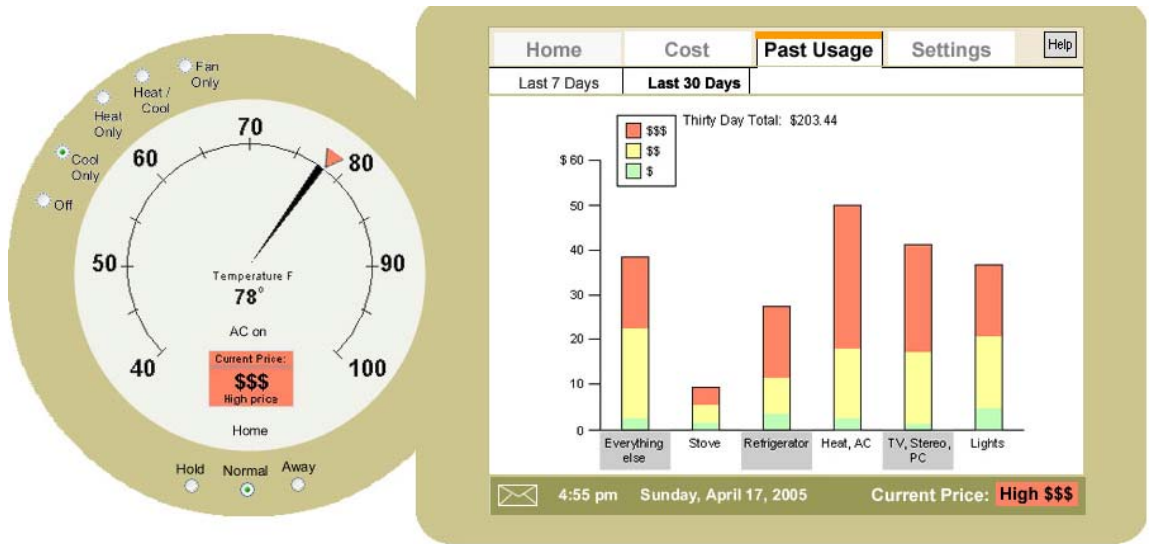 Fan
Only
Heat /
Cool
Heat
Only
Cool
Only
Off
70
60
80
50
90
40
100
Temperature F
78°
AC on
Current Price:
$$$
High price
Home
Hold Normal Away
Home Cost Past Usage Settings Help
Last 7 Days Last 30 Days
Thirty Day Total: $203.44
$$$
$$
$
$ 60
50
40
30
20
10
0
Everything
else
Stove
Refrigerator
Heat, AC
TV, Stereo,
PC
Lights
4:55 pm Sunday, April 17, 2005 Current Price: High $$$